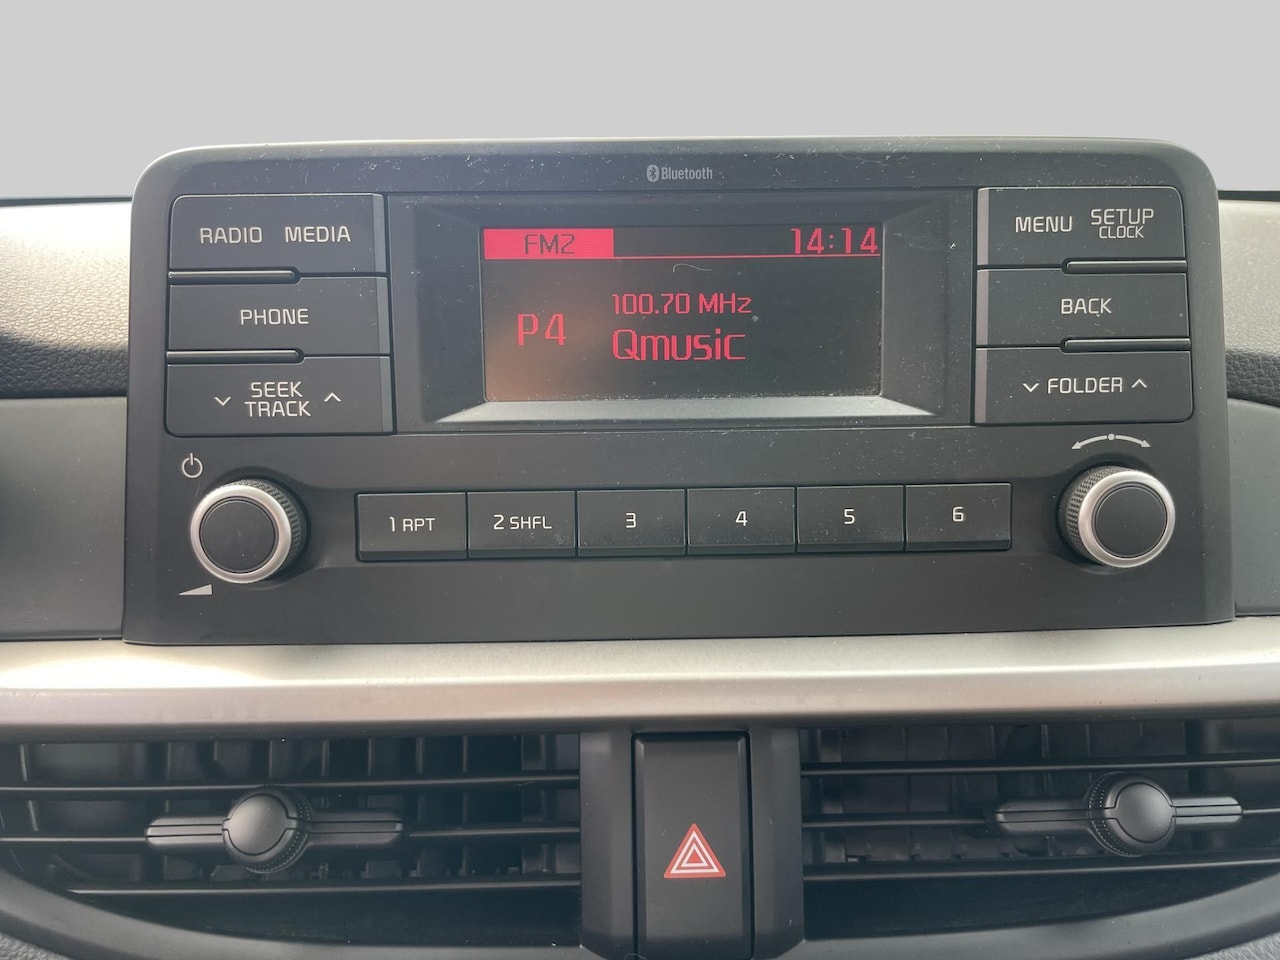 Bluetooth
RADIO MEDIA
PHONE
SEEK
TRACK
FM2 14:14
P4
100.70 MHz
Qmusic
MENU SETUP
CLOCK
BACK
FOLDER
1 RPT 2 SHFL 3 4 5 6